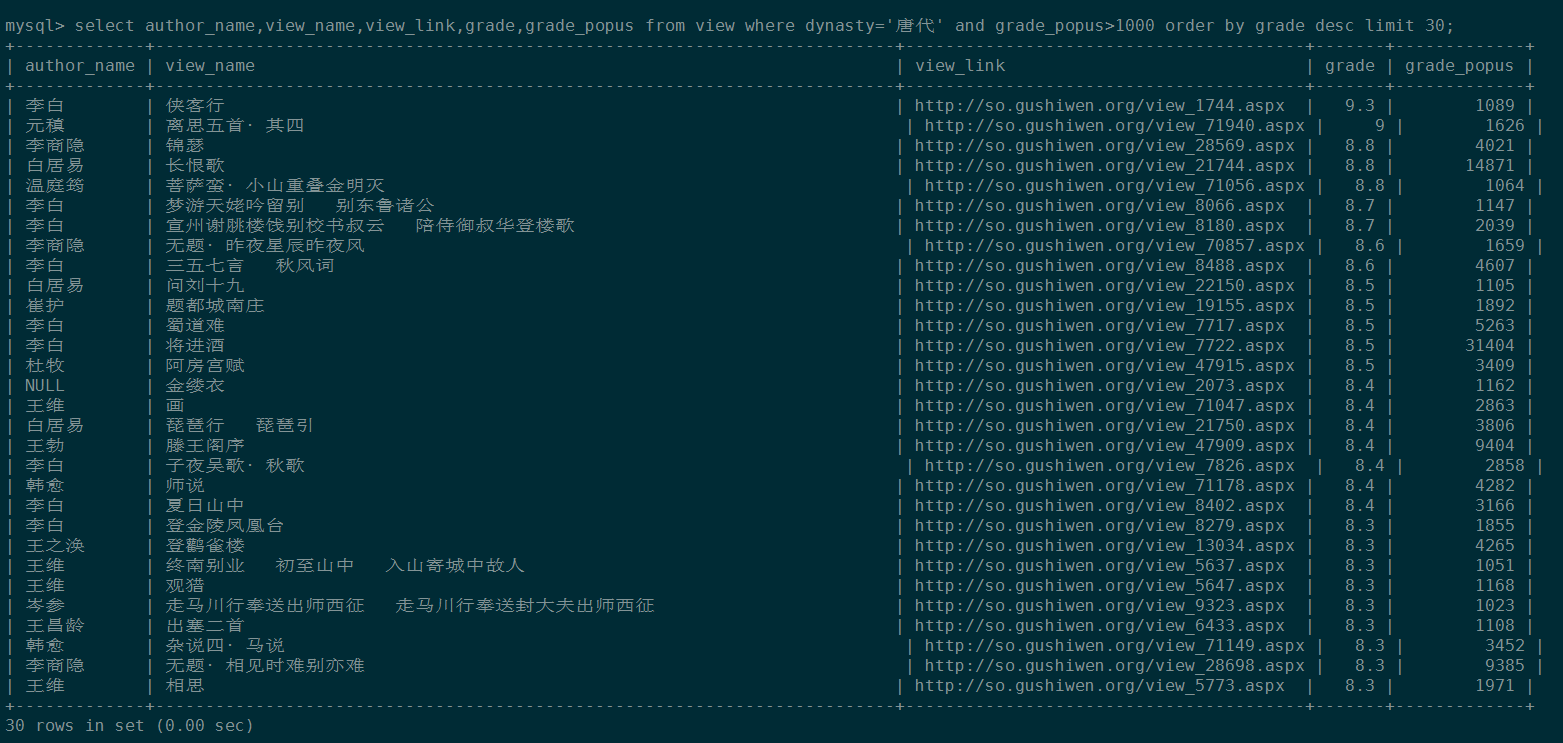 mysql> select author_name,view_name,view_link,grade,grade_popus from view where dynasty='唐代' and grade_popus>1000 order by grade desc limit 30;
+-------------+--------------------------------------------------------------------------+----------------------------------------+-------+-------------+
| author_name | view_name | view_link | grade | grade_popus |
+-------------+--------------------------------------------------------------------------+----------------------------------------+-------+-------------+
| 李白 | 侠客行 | http://so.gushiwen.org/view_1744.aspx | 9.3 | 1089 |
| 元稹 | 离思五首·其四 | http://so.gushiwen.org/view_71940.aspx | 9 | 1626 |
| 李商隐 | 锦瑟 | http://so.gushiwen.org/view_28569.aspx | 8.8 | 4021 |
| 白居易 | 长恨歌 | http://so.gushiwen.org/view_21744.aspx | 8.8 | 14871 |
| 温庭筠 | 菩萨蛮·小山重叠金明灭 | http://so.gushiwen.org/view_71056.aspx | 8.8 | 1064 |
| 李白 | 梦游天姥吟留别 别东鲁诸公 | http://so.gushiwen.org/view_8066.aspx | 8.7 | 1147 |
| 李白 | 宣州谢脁楼饯别校书叔云 陪侍御叔华登楼歌 | http://so.gushiwen.org/view_8180.aspx | 8.7 | 2039 |
| 李商隐 | 无题·昨夜星辰昨夜风 | http://so.gushiwen.org/view_70857.aspx | 8.6 | 1659 |
| 李白 | 三五七言 秋风词 | http://so.gushiwen.org/view_8488.aspx | 8.6 | 4607 |
| 白居易 | 问刘十九 | http://so.gushiwen.org/view_22150.aspx | 8.5 | 1105 |
| 崔护 | 题都城南庄 | http://so.gushiwen.org/view_19155.aspx | 8.5 | 1892 |
| 李白 | 蜀道难 | http://so.gushiwen.org/view_7717.aspx | 8.5 | 5263 |
| 李白 | 将进酒 | http://so.gushiwen.org/view_7722.aspx | 8.5 | 31404 |
| 杜牧 | 阿房宫赋 | http://so.gushiwen.org/view_47915.aspx | 8.5 | 3409 |
| NULL | 金缕衣 | http://so.gushiwen.org/view_2073.aspx | 8.4 | 1162 |
| 王维 | 画 | http://so.gushiwen.org/view_71047.aspx | 8.4 | 2863 |
| 白居易 | 琵琶行 琵琶引 | http://so.gushiwen.org/view_21750.aspx | 8.4 | 3806 |
| 王勃 | 滕王阁序 | http://so.gushiwen.org/view_47909.aspx | 8.4 | 9404 |
| 李白 | 子夜吴歌·秋歌 | http://so.gushiwen.org/view_7826.aspx | 8.4 | 2858 |
| 韩愈 | 师说 | http://so.gushiwen.org/view_71178.aspx | 8.4 | 4282 |
| 李白 | 夏日山中 | http://so.gushiwen.org/view_8402.aspx | 8.4 | 3166 |
| 李白 | 登金陵凤凰台 | http://so.gushiwen.org/view_8279.aspx | 8.3 | 1855 |
| 王之涣 | 登鹳雀楼 | http://so.gushiwen.org/view_13034.aspx | 8.3 | 4265 |
| 王维 | 终南别业 初至山中 入山寄城中故人 | http://so.gushiwen.org/view_5637.aspx | 8.3 | 1051 |
| 王维 | 观猎 | http://so.gushiwen.org/view_5647.aspx | 8.3 | 1168 |
| 岑参 | 走马川行奉送出师西征 走马川行奉送封大夫出师西征 | http://so.gushiwen.org/view_9323.aspx | 8.3 | 1023 |
| 王昌龄 | 出塞二首 | http://so.gushiwen.org/view_6433.aspx | 8.3 | 1108 |
| 韩愈 | 杂说四·马说 | http://so.gushiwen.org/view_71149.aspx | 8.3 | 3452 |
| 李商隐 | 无题·相见时难别亦难 | http://so.gushiwen.org/view_28698.aspx | 8.3 | 9385 |
| 王维 | 相思 | http://so.gushiwen.org/view_5773.aspx | 8.3 | 1971 |
+-------------+--------------------------------------------------------------------------+----------------------------------------+-------+-------------+
30 rows in set (0.00 sec)